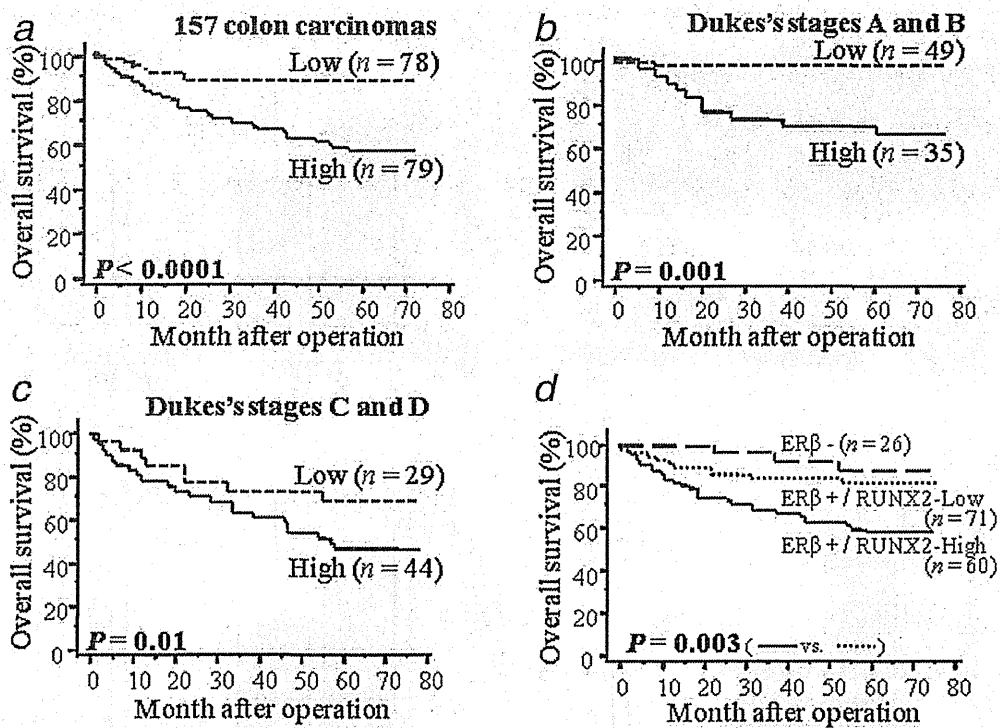 a
157 colon carcinomas
Overall survival (%)
100
80
60
40
20
0
Low (n = 78)
High (n = 79)
P < 0.0001
0 10 20 30 40 50 60 70 80
Month after operation
b
Dukes's stages A and B
Overall survival (%)
100
80
60
40
20
0
Low (n = 49)
High (n = 35)
P = 0.001
0 10 20 30 40 50 60 70 80
Month after operation
c
Dukes's stages C and D
Overall survival (%)
100
80
60
40
20
0
Low (n = 29)
High (n = 44)
P = 0.01
0 10 20 30 40 50 60 70 80
Month after operation
d
Overall survival (%)
100
80
60
40
20
0
ERβ - (n=26)
ERβ + / RUNX2-Low
(n=71)
ERβ + / RUNX2-High
(n=60)
P = 0.003 ( vs. )
0 10 20 30 40 50 60 70 80
Month after operation